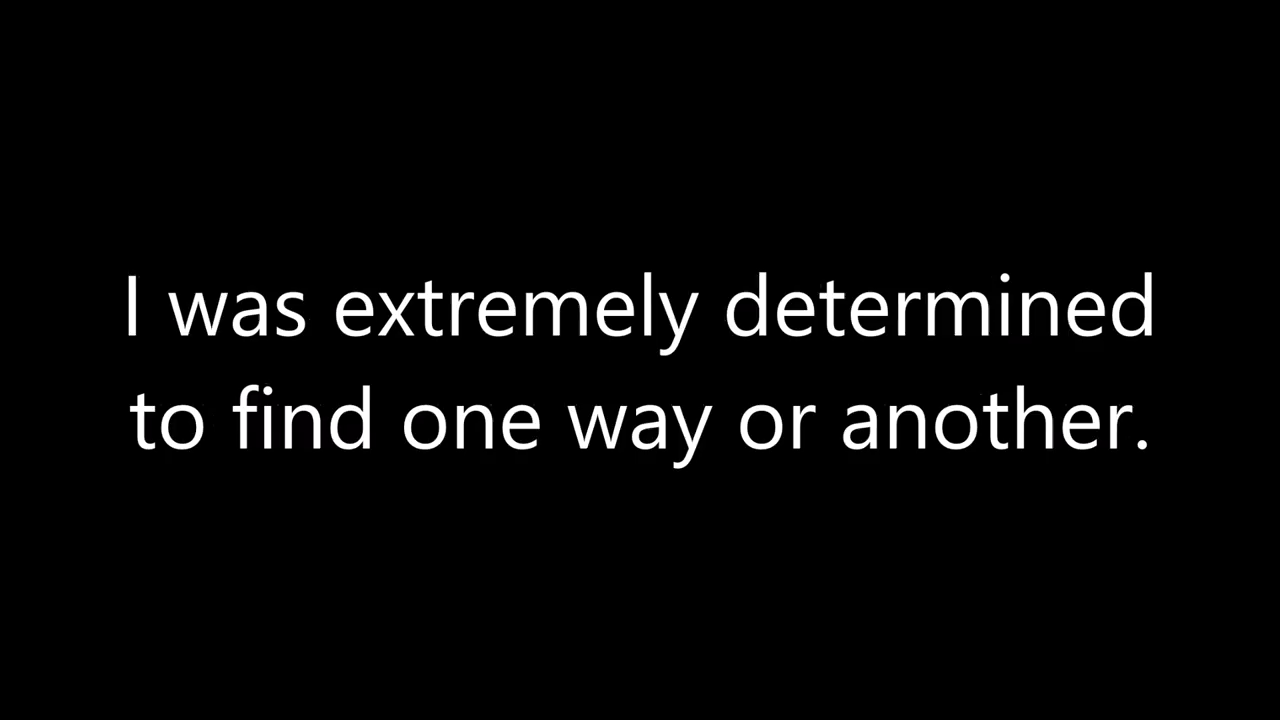 I was extremely determined
to find one way or another.